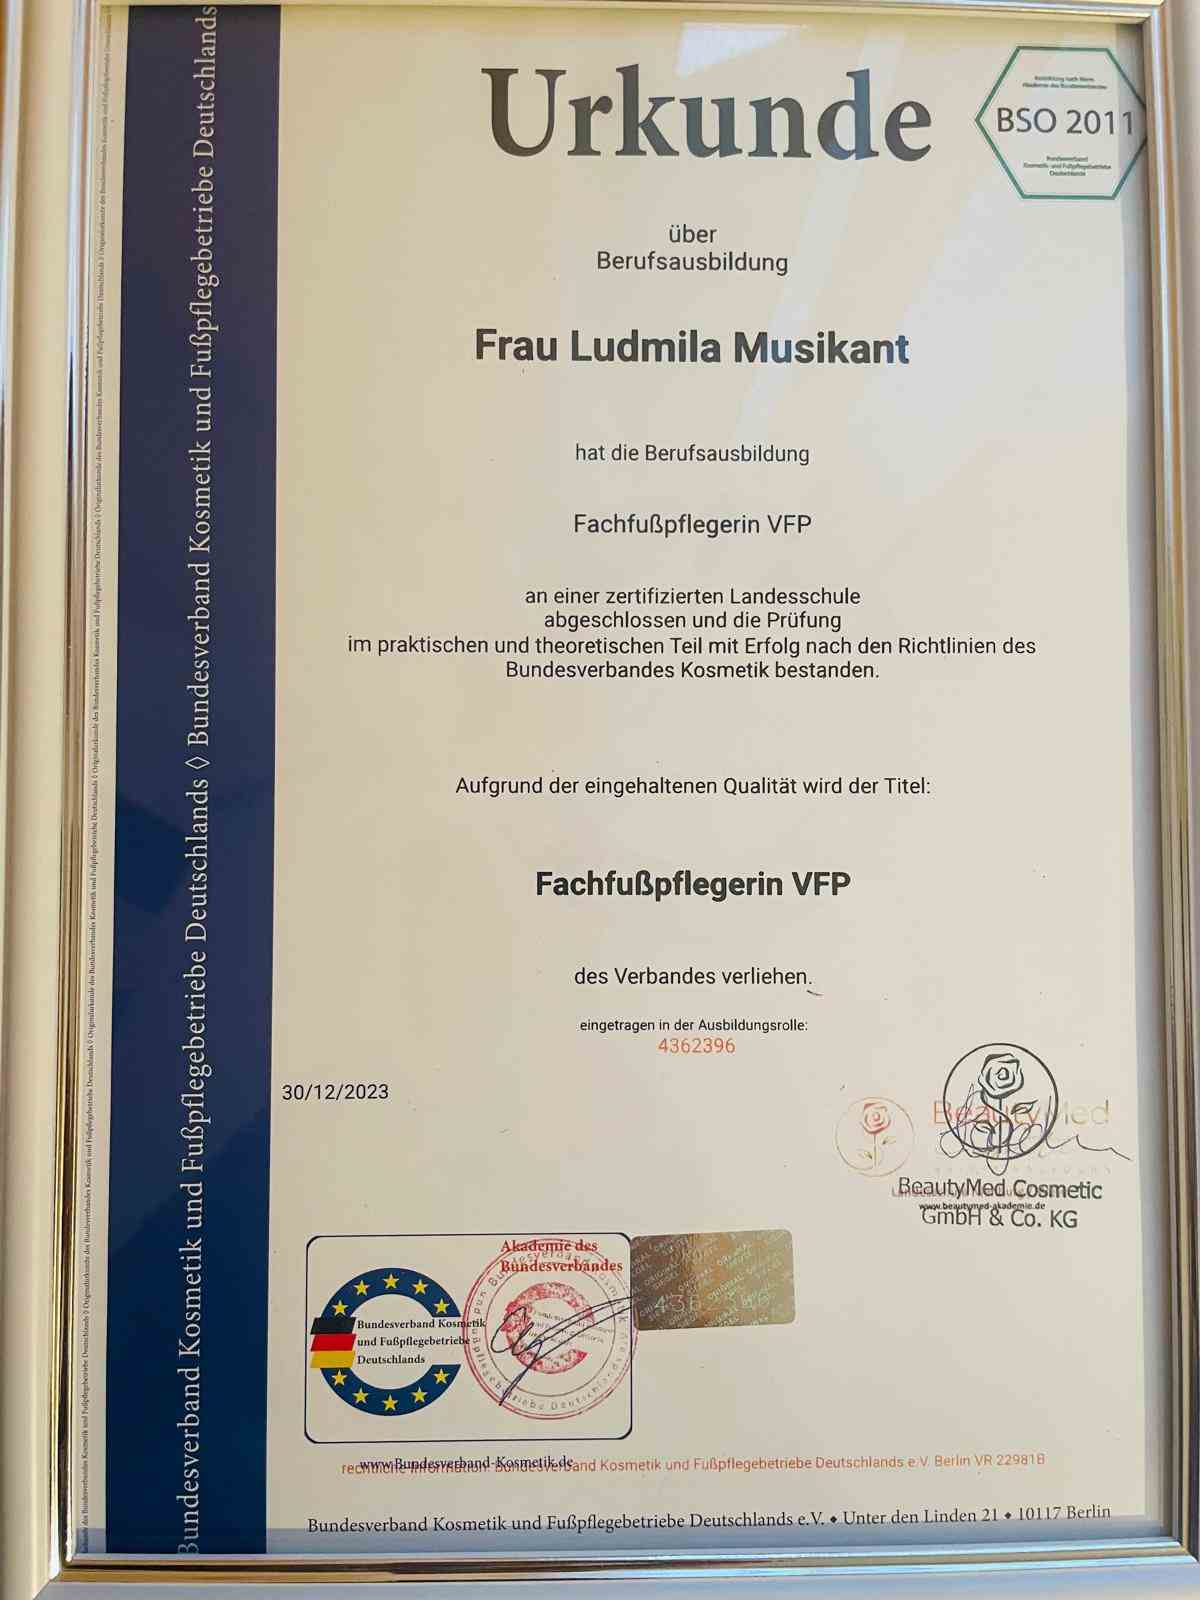 Urkunde
BSO 2011
über
Berufsausbildung
Frau Ludmila Musikant
hat die Berufsausbildung
Fachfußpflegerin VFP
an einer zertifizierten Landesschule
abgeschlossen und die Prüfung
im praktischen und theoretischen Teil mit Erfolg nach den Richtlinien des
Bundesverbandes Kosmetik bestanden.
Aufgrund der eingehaltenen Qualität wird der Titel:
Fachfußpflegerin VFP
des Verbandes verliehen.
eingetragen in der Ausbildungsrolle:
4362396
30/12/2023
BeautyMed
BeautyMed Cosmetic
www.beautymed-akademie.de
GmbH & Co. KG
Akademie des
Bundesverbandes
Bundesverband Kosmetik
und Fußpflegebetriebe
Deutschlands
www.Bundesverband-Kosmetik.de
rechtliche Information: Bundesverband Kosmetik und Fußpflegebetriebe Deutschlands e.V. Berlin VR 22981B
Bundesverband Kosmetik und Fußpflegebetriebe Deutschlands e.V. ⬥ Unter den Linden 21 ⬥ 10117 Berlin
Bundesverband Kosmetik und Fußpflegebetriebe Deutschlands ◊ Bundesverband Kosmetik und Fußpflegebetriebe Deutschlands